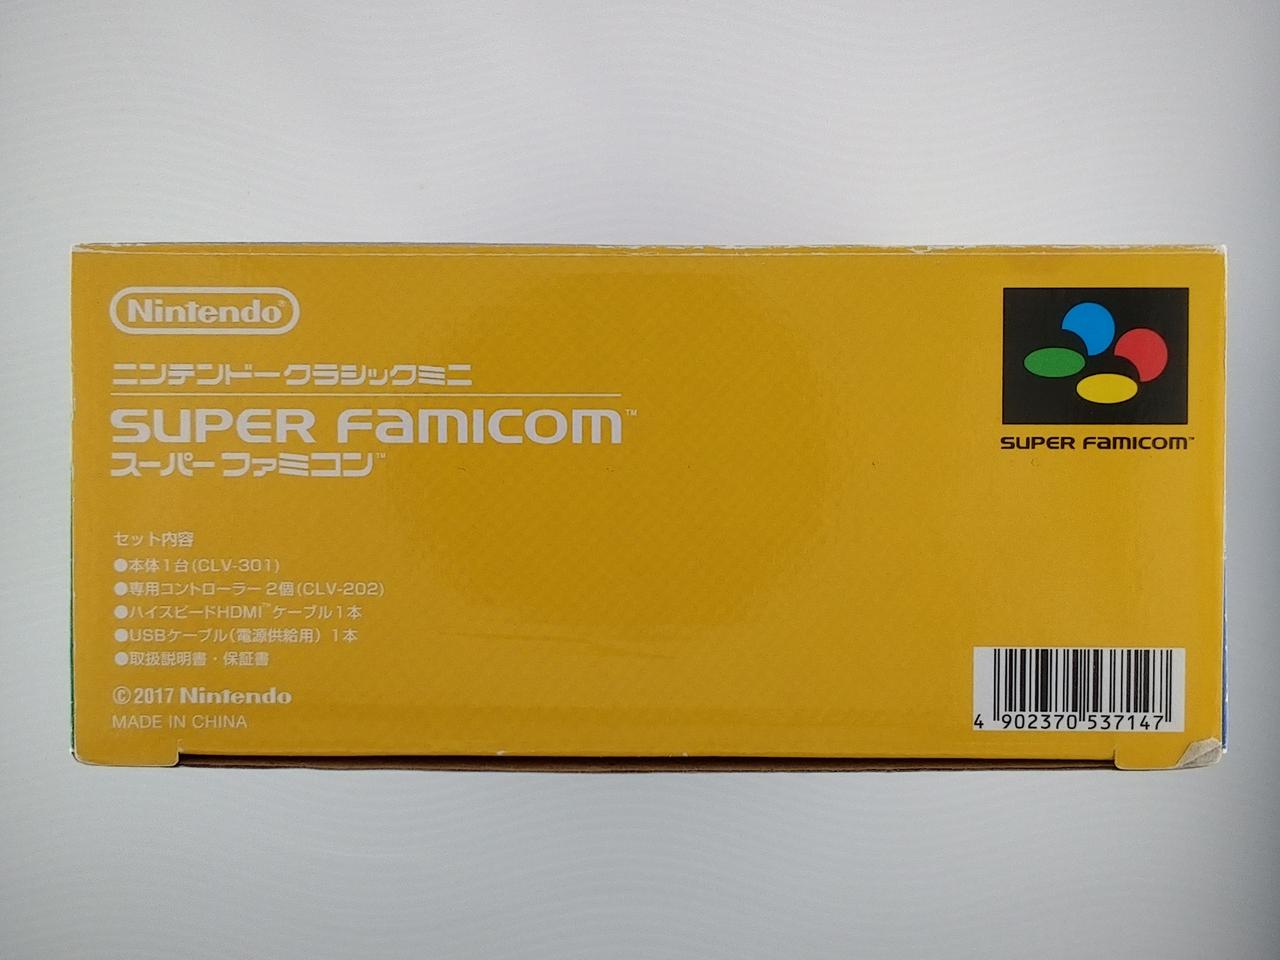 Nintendo®
ニンテンドークラシックミニ
SUPER FAMICOM™
スーパーファミコン™
セット内容
●本体1台(CLV-301)
●専用コントローラー2個(CLV-202)
●ハイスピードHDMI™ケーブル1本
●USBケーブル(電源供給用) 1本
●取扱説明書・保証書
©2017 Nintendo
MADE IN CHINA
SUPER FAMICOM™
4 902370 537147